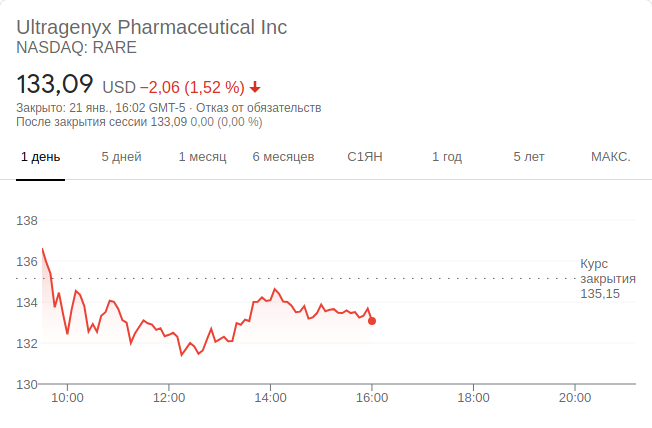 Ultragenyx Pharmaceutical Inc
NASDAQ: RARE
133,09 USD −2,06 (1,52 %)
Закрыто: 21 янв., 16:02 GMT-5 · Отказ от обязательств
После закрытия сессии 133,09 0,00 (0,00 %)
1 день 5 дней 1 месяц 6 месяцев С1ЯН 1 год 5 лет МАКС.
138
136
134
132
130
Курс
закрытия
135,15
10:00 12:00 14:00 16:00 18:00 20:00